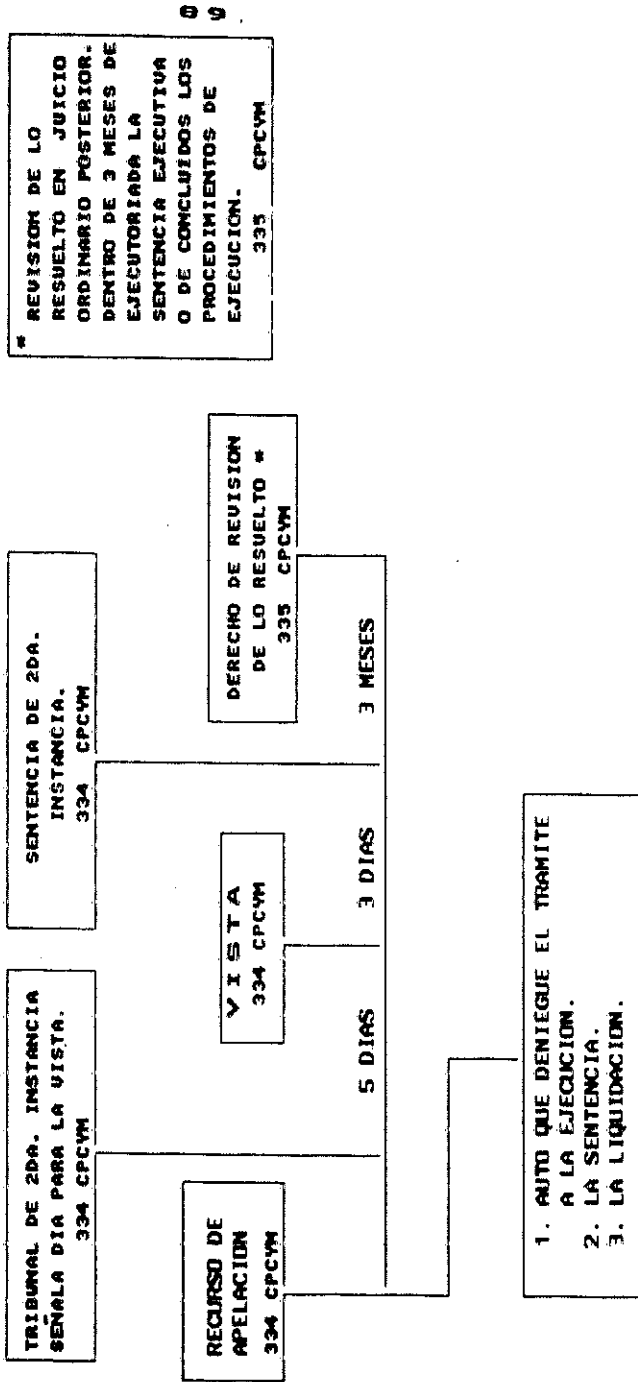 TRIBUNAL DE 2DA. INSTANCIA
SEÑALA DIA PARA LA VISTA.
334 CPCYM
SENTENCIA DE 2DA.
INSTANCIA.
334 CPCYM
* REVISION DE LO
RESUELTO EN JUICIO
ORDINARIO POSTERIOR.
DENTRO DE 3 MESES DE
EJECUTORIADA LA
SENTENCIA EJECUTIVA
O DE CONCLUÍDOS LOS
PROCEDIMIENTOS DE
EJECUCION.
335 CPCYM
RECURSO DE
APELACION
334 CPCYM
V I S T A
334 CPCYM
DERECHO DE REVISION
DE LO RESUELTO *
335 CPCYM
5 DIAS
3 DIAS
3 MESES
1. AUTO QUE DENIEGUE EL TRAMITE
A LA EJECUCION.
2. LA SENTENCIA.
3. LA LIQUIDACION.